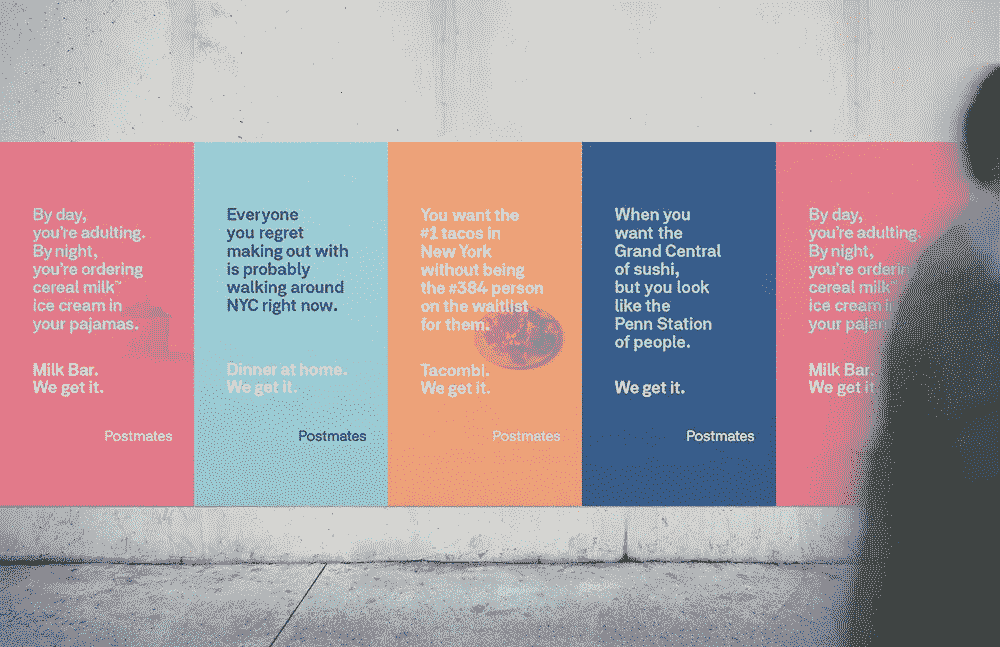 By day,
you're adulting.
By night,
you're ordering
cereal milk™
ice cream in
your pajamas.
Milk Bar.
We get it.
Postmates
Everyone
you regret
making out with
is probably
walking around
NYC right now.
Dinner at home.
We get it.
Postmates
You want the
#1 tacos in
New York
without being
the #384 person
on the waitlist
for them.
Tacombi.
We get it.
Postmates
When you
want the
Grand Central
of sushi,
but you look
like the
Penn Station
of people.
We get it.
Postmates
By day,
you're adulting.
By night,
you're
cereal milk™
ice cream
your
Milk Bar.
We get it